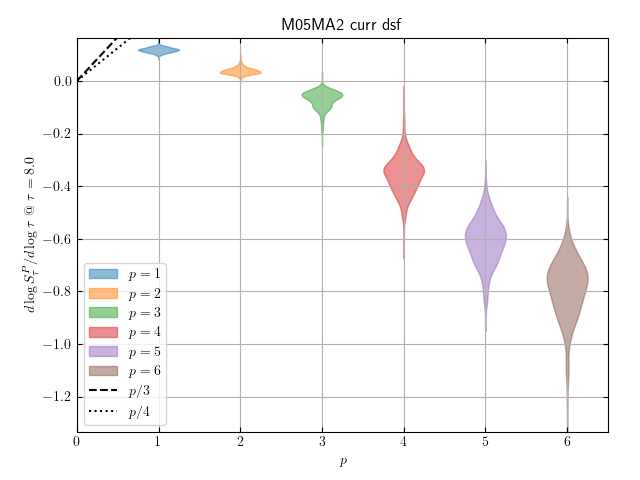 M05MA2 curr dsf
d log S_τ^P / d log τ @ τ = 8.0
0.0
−0.2
−0.4
−0.6
−0.8
−1.0
−1.2
p = 1
p = 2
p = 3
p = 4
p = 5
p = 6
p/3
p/4
0 1 2 3 4 5 6
p